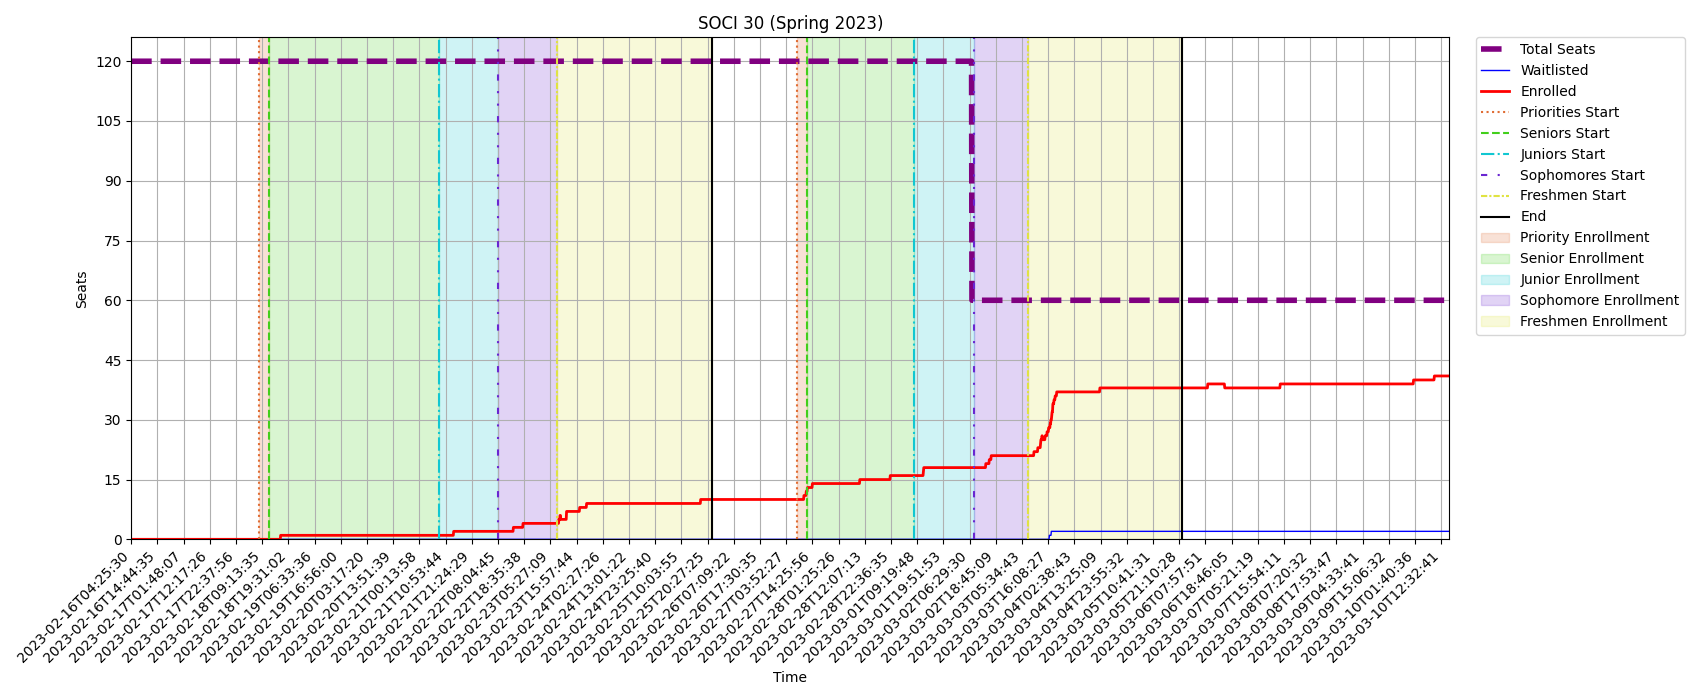 SOCI 30 (Spring 2023)
Seats
120
105
90
75
60
45
30
15
0
2023-02-16T04:25:30
2023-02-16T14:44:35
2023-02-17T01:48:07
2023-02-17T12:17:26
2023-02-17T22:37:56
2023-02-18T09:13:35
2023-02-18T19:31:02
2023-02-19T06:33:36
2023-02-19T19:56:00
2023-02-20T03:17:20
2023-02-20T13:51:39
2023-02-21T00:13:58
2023-02-21T10:53:44
2023-02-21T21:24:29
2023-02-22T08:04:45
2023-02-22T18:35:38
2023-02-23T05:27:09
2023-02-23T15:57:44
2023-02-24T02:27:26
2023-02-24T13:01:22
2023-02-24T23:25:40
2023-02-25T10:03:55
2023-02-25T20:27:25
2023-02-26T07:09:22
2023-02-26T17:30:35
2023-02-27T03:52:27
2023-02-27T14:25:56
2023-02-28T01:25:26
2023-02-28T12:07:13
2023-02-28T22:36:35
2023-03-01T09:19:48
2023-03-01T19:51:53
2023-03-02T06:29:30
2023-03-02T18:45:09
2023-03-03T05:34:43
2023-03-03T16:08:27
2023-03-04T02:38:43
2023-03-04T13:25:09
2023-03-04T23:55:32
2023-03-05T10:41:31
2023-03-05T21:10:28
2023-03-06T07:57:51
2023-03-06T18:46:05
2023-03-07T05:21:19
2023-03-07T15:54:11
2023-03-08T07:20:32
2023-03-08T17:53:47
2023-03-09T04:33:41
2023-03-09T15:06:32
2023-03-10T01:40:36
2023-03-10T12:32:41
Time
Total Seats
Waitlisted
Enrolled
Priorities Start
Seniors Start
Juniors Start
Sophomores Start
Freshmen Start
End
Priority Enrollment
Senior Enrollment
Junior Enrollment
Sophomore Enrollment
Freshmen Enrollment